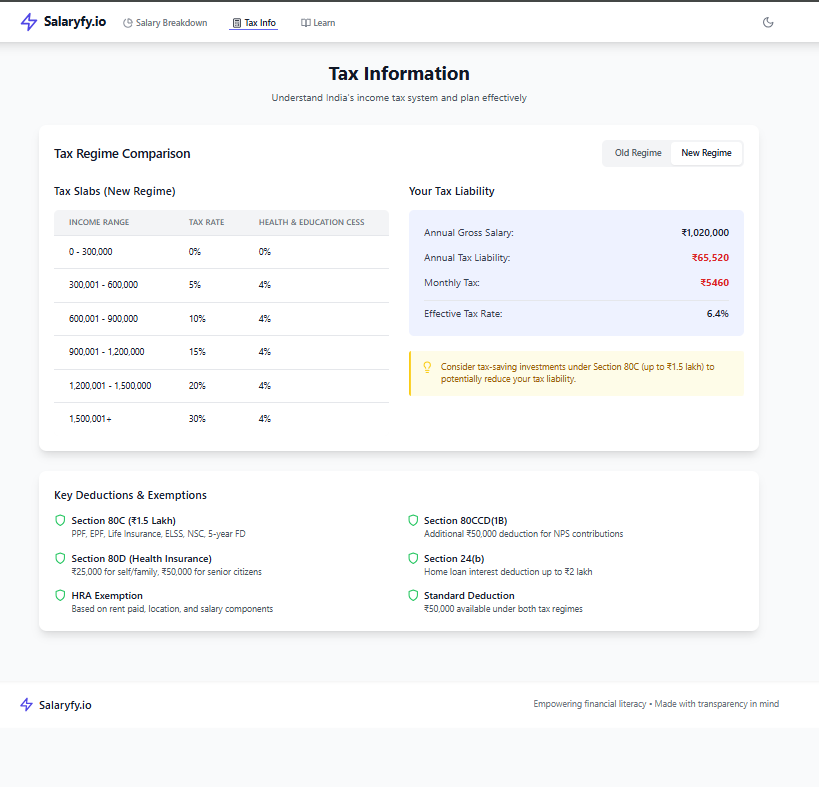 Salaryfy.io Salary Breakdown Tax Info Learn
Tax Information
Understand India's income tax system and plan effectively
Tax Regime Comparison
Old Regime New Regime
Tax Slabs (New Regime)
INCOME RANGE TAX RATE HEALTH & EDUCATION CESS
0 - 300,000 0% 0%
300,001 - 600,000 5% 4%
600,001 - 900,000 10% 4%
900,001 - 1,200,000 15% 4%
1,200,001 - 1,500,000 20% 4%
1,500,001+ 30% 4%
Your Tax Liability
Annual Gross Salary: ₹1,020,000
Annual Tax Liability: ₹65,520
Monthly Tax: ₹5460
Effective Tax Rate: 6.4%
Consider tax-saving investments under Section 80C (up to ₹1.5 lakh) to
potentially reduce your tax liability.
Key Deductions & Exemptions
Section 80C (₹1.5 Lakh)
PPF, EPF, Life Insurance, ELSS, NSC, 5-year FD
Section 80CCD(1B)
Additional ₹50,000 deduction for NPS contributions
Section 80D (Health Insurance)
₹25,000 for self/family, ₹50,000 for senior citizens
Section 24(b)
Home loan interest deduction up to ₹2 lakh
HRA Exemption
Based on rent paid, location, and salary components
Standard Deduction
₹50,000 available under both tax regimes
Salaryfy.io
Empowering financial literacy • Made with transparency in mind